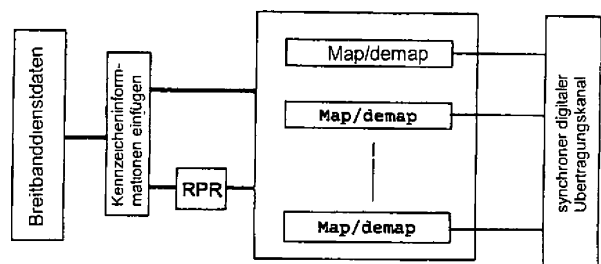 Breitbanddienstdaten
Kennzeicheninfor-
mationen einfügen
RPR
Map/demap
Map/demap
Map/demap
synchroner digitaler
Übertragungskanal